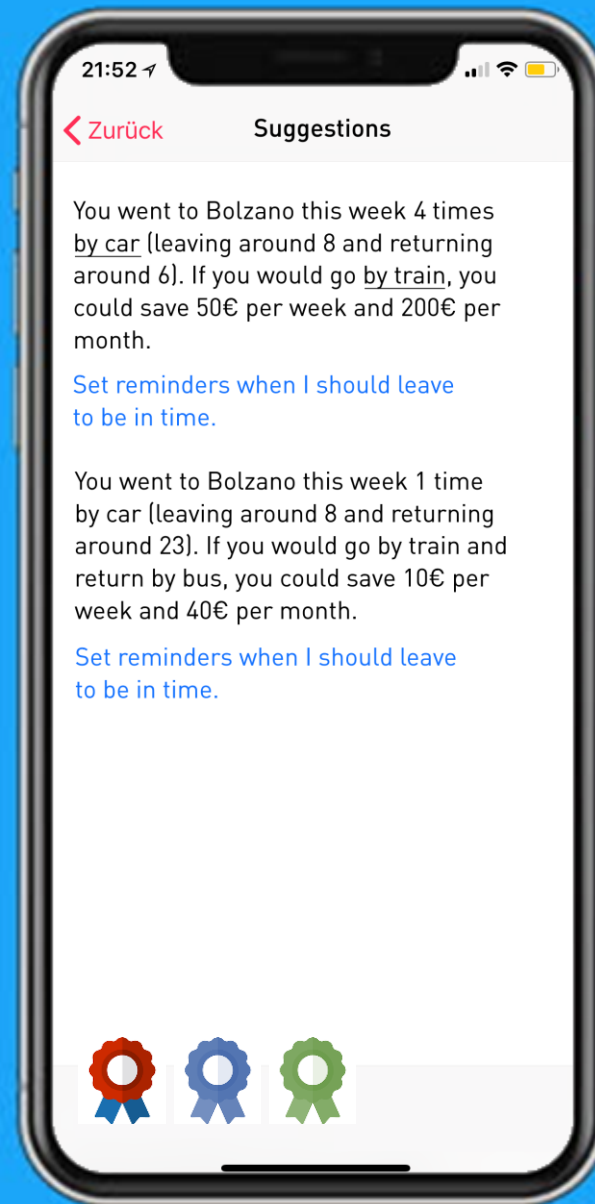 21:52
Zurück
Suggestions
You went to Bolzano this week 4 times
by car (leaving around 8 and returning
around 6). If you would go by train, you
could save 50€ per week and 200€ per
month.
Set reminders when I should leave
to be in time.
You went to Bolzano this week 1 time
by car (leaving around 8 and returning
around 23). If you would go by train and
return by bus, you could save 10€ per
week and 40€ per month.
Set reminders when I should leave
to be in time.